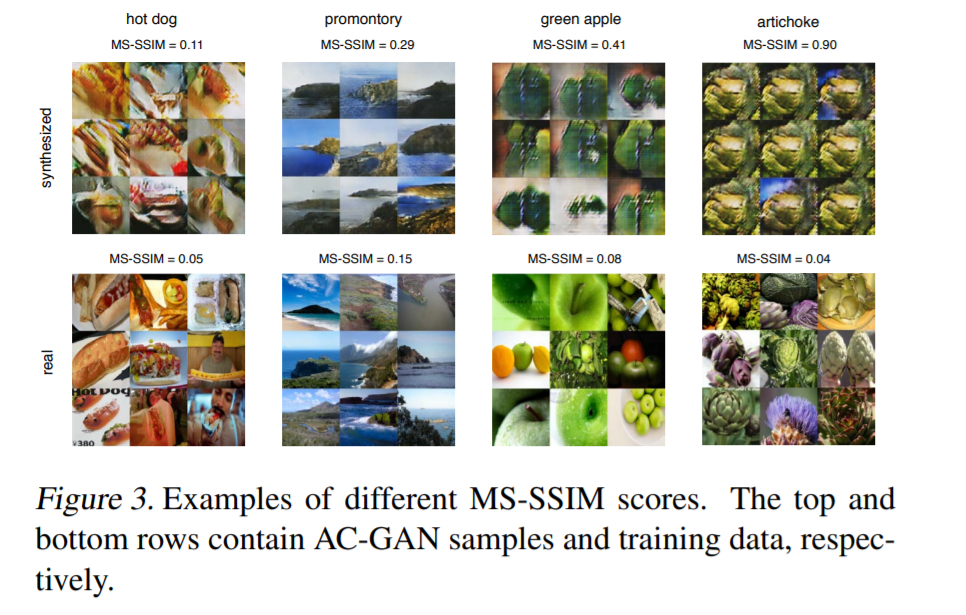 hot dog
promontory
green apple
artichoke
MS-SSIM = 0.11
MS-SSIM = 0.29
MS-SSIM = 0.41
MS-SSIM = 0.90
synthesized
MS-SSIM = 0.05
MS-SSIM = 0.15
MS-SSIM = 0.08
MS-SSIM = 0.04
real
Hot Dog
¥380
Figure 3. Examples of different MS-SSIM scores. The top and
bottom rows contain AC-GAN samples and training data, respec-
tively.